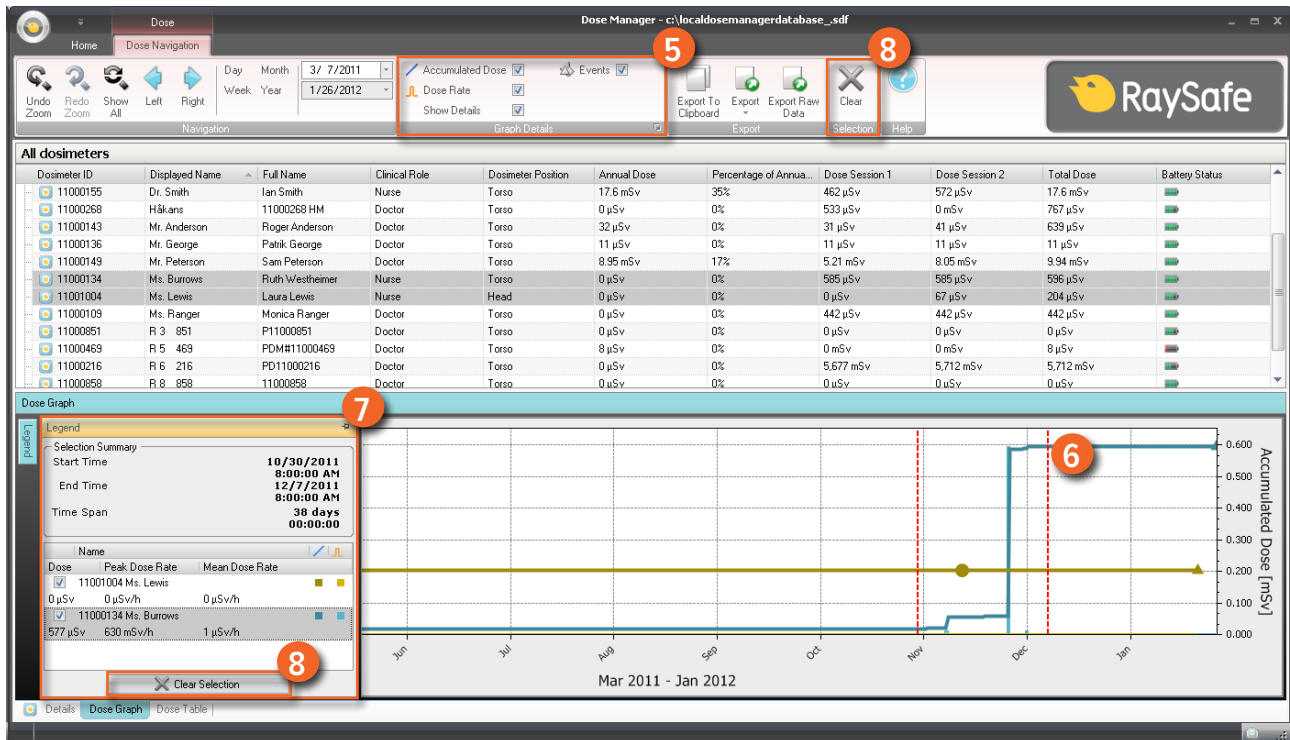 Dose
Dose Manager - c:\localdosemanagerdatabase_.sdf
Home Dose Navigation
5
8
Undo Zoom
Redo Zoom
Show All
Left
Right
Day Month 3/ 7/2011
Week Year 1/26/2012
Navigation
Accumulated Dose Events
Dose Rate
Show Details
Graph Details
Export To Clipboard
Export
Export Raw Data
Export
Clear
Selection
Help
RaySafe
All dosimeters
Dosimeter ID Displayed Name Full Name Clinical Role Dosimeter Position Annual Dose Percentage of Annua... Dose Session 1 Dose Session 2 Total Dose Battery Status
11000155 Dr. Smith Ian Smith Nurse Torso 17.6 mSv 35% 462 µSv 572 µSv 17.6 mSv
11000268 Håkans 11000268 HM Doctor Torso 0 µSv 0% 533 µSv 0 mSv 767 µSv
11000143 Mr. Anderson Roger Anderson Doctor Torso 32 µSv 0% 31 µSv 41 µSv 639 µSv
11000136 Mr. George Patrik George Doctor Torso 11 µSv 0% 11 µSv 11 µSv 11 µSv
11000149 Mr. Peterson Sam Peterson Doctor Torso 8.95 mSv 17% 5.21 mSv 8.05 mSv 9.94 mSv
11000134 Ms. Burrows Ruth Westheimer Nurse Torso 0 µSv 0% 585 µSv 585 µSv 596 µSv
11001004 Ms. Lewis Laura Lewis Nurse Head 0 µSv 0% 0 µSv 67 µSv 204 µSv
11000109 Ms. Ranger Monica Ranger Doctor Torso 0 µSv 0% 442 µSv 442 µSv 442 µSv
11000851 R 3 851 P11000851 Doctor Torso 0 µSv 0% 0 µSv 0 µSv 0 µSv
11000469 R 5 469 PDM#11000469 Doctor Torso 8 µSv 0% 0 mSv 0 mSv 8 µSv
11000216 R 6 216 PD11000216 Doctor Torso 0 µSv 0% 5,677 mSv 5,712 mSv 5,712 mSv
11000858 R 8 858 11000858 Doctor Torso 0 µSv 0% 0 µSv 0 µSv 0 µSv
Dose Graph
7
Legend
Legend
Selection Summary
Start Time 10/30/2011
8:00:00 AM
End Time 12/7/2011
8:00:00 AM
Time Span 38 days
00:00:00
Name
Dose Peak Dose Rate Mean Dose Rate
11001004 Ms. Lewis
0 µSv 0 µSv/h 0 µSv/h
11000134 Ms. Burrows
577 µSv 630 mSv/h 1 µSv/h
8
Clear Selection
6
0.600
0.500
0.400
0.300
0.200
0.100
0.000
Accumulated Dose [mSv]
Jun Jul Aug Sep Oct Nov Dec Jan
Mar 2011 - Jan 2012
Details Dose Graph Dose Table